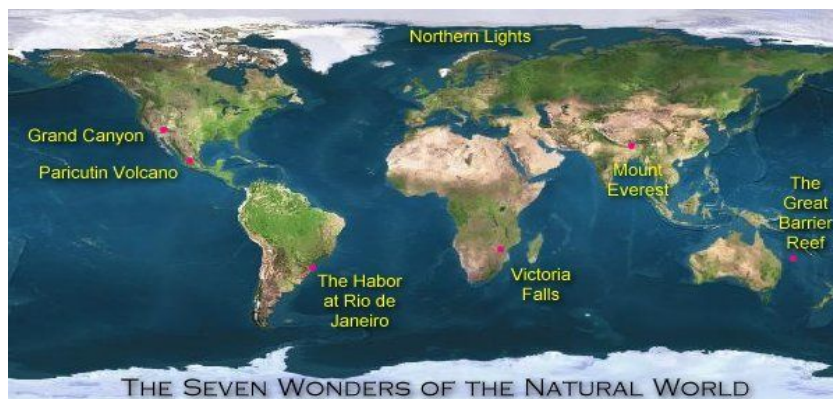 Northern Lights
Grand Canyon
Paricutin Volcano
Mount
Everest
The
Great
Barrier
Reef
The Habor
at Rio de
Janeiro
Victoria
Falls
THE SEVEN WONDERS OF THE NATURAL WORLD